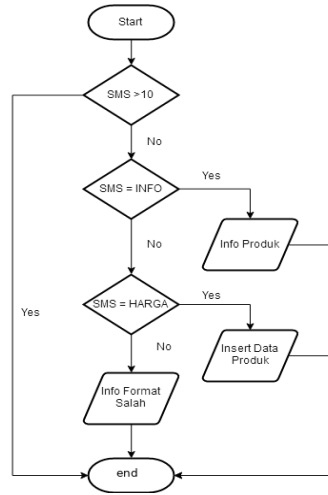 Start
SMS >10
No
SMS = INFO
Yes
Info Produk
No
SMS = HARGA
Yes
Yes
No
Insert Data
Produk
Info Format
Salah
end